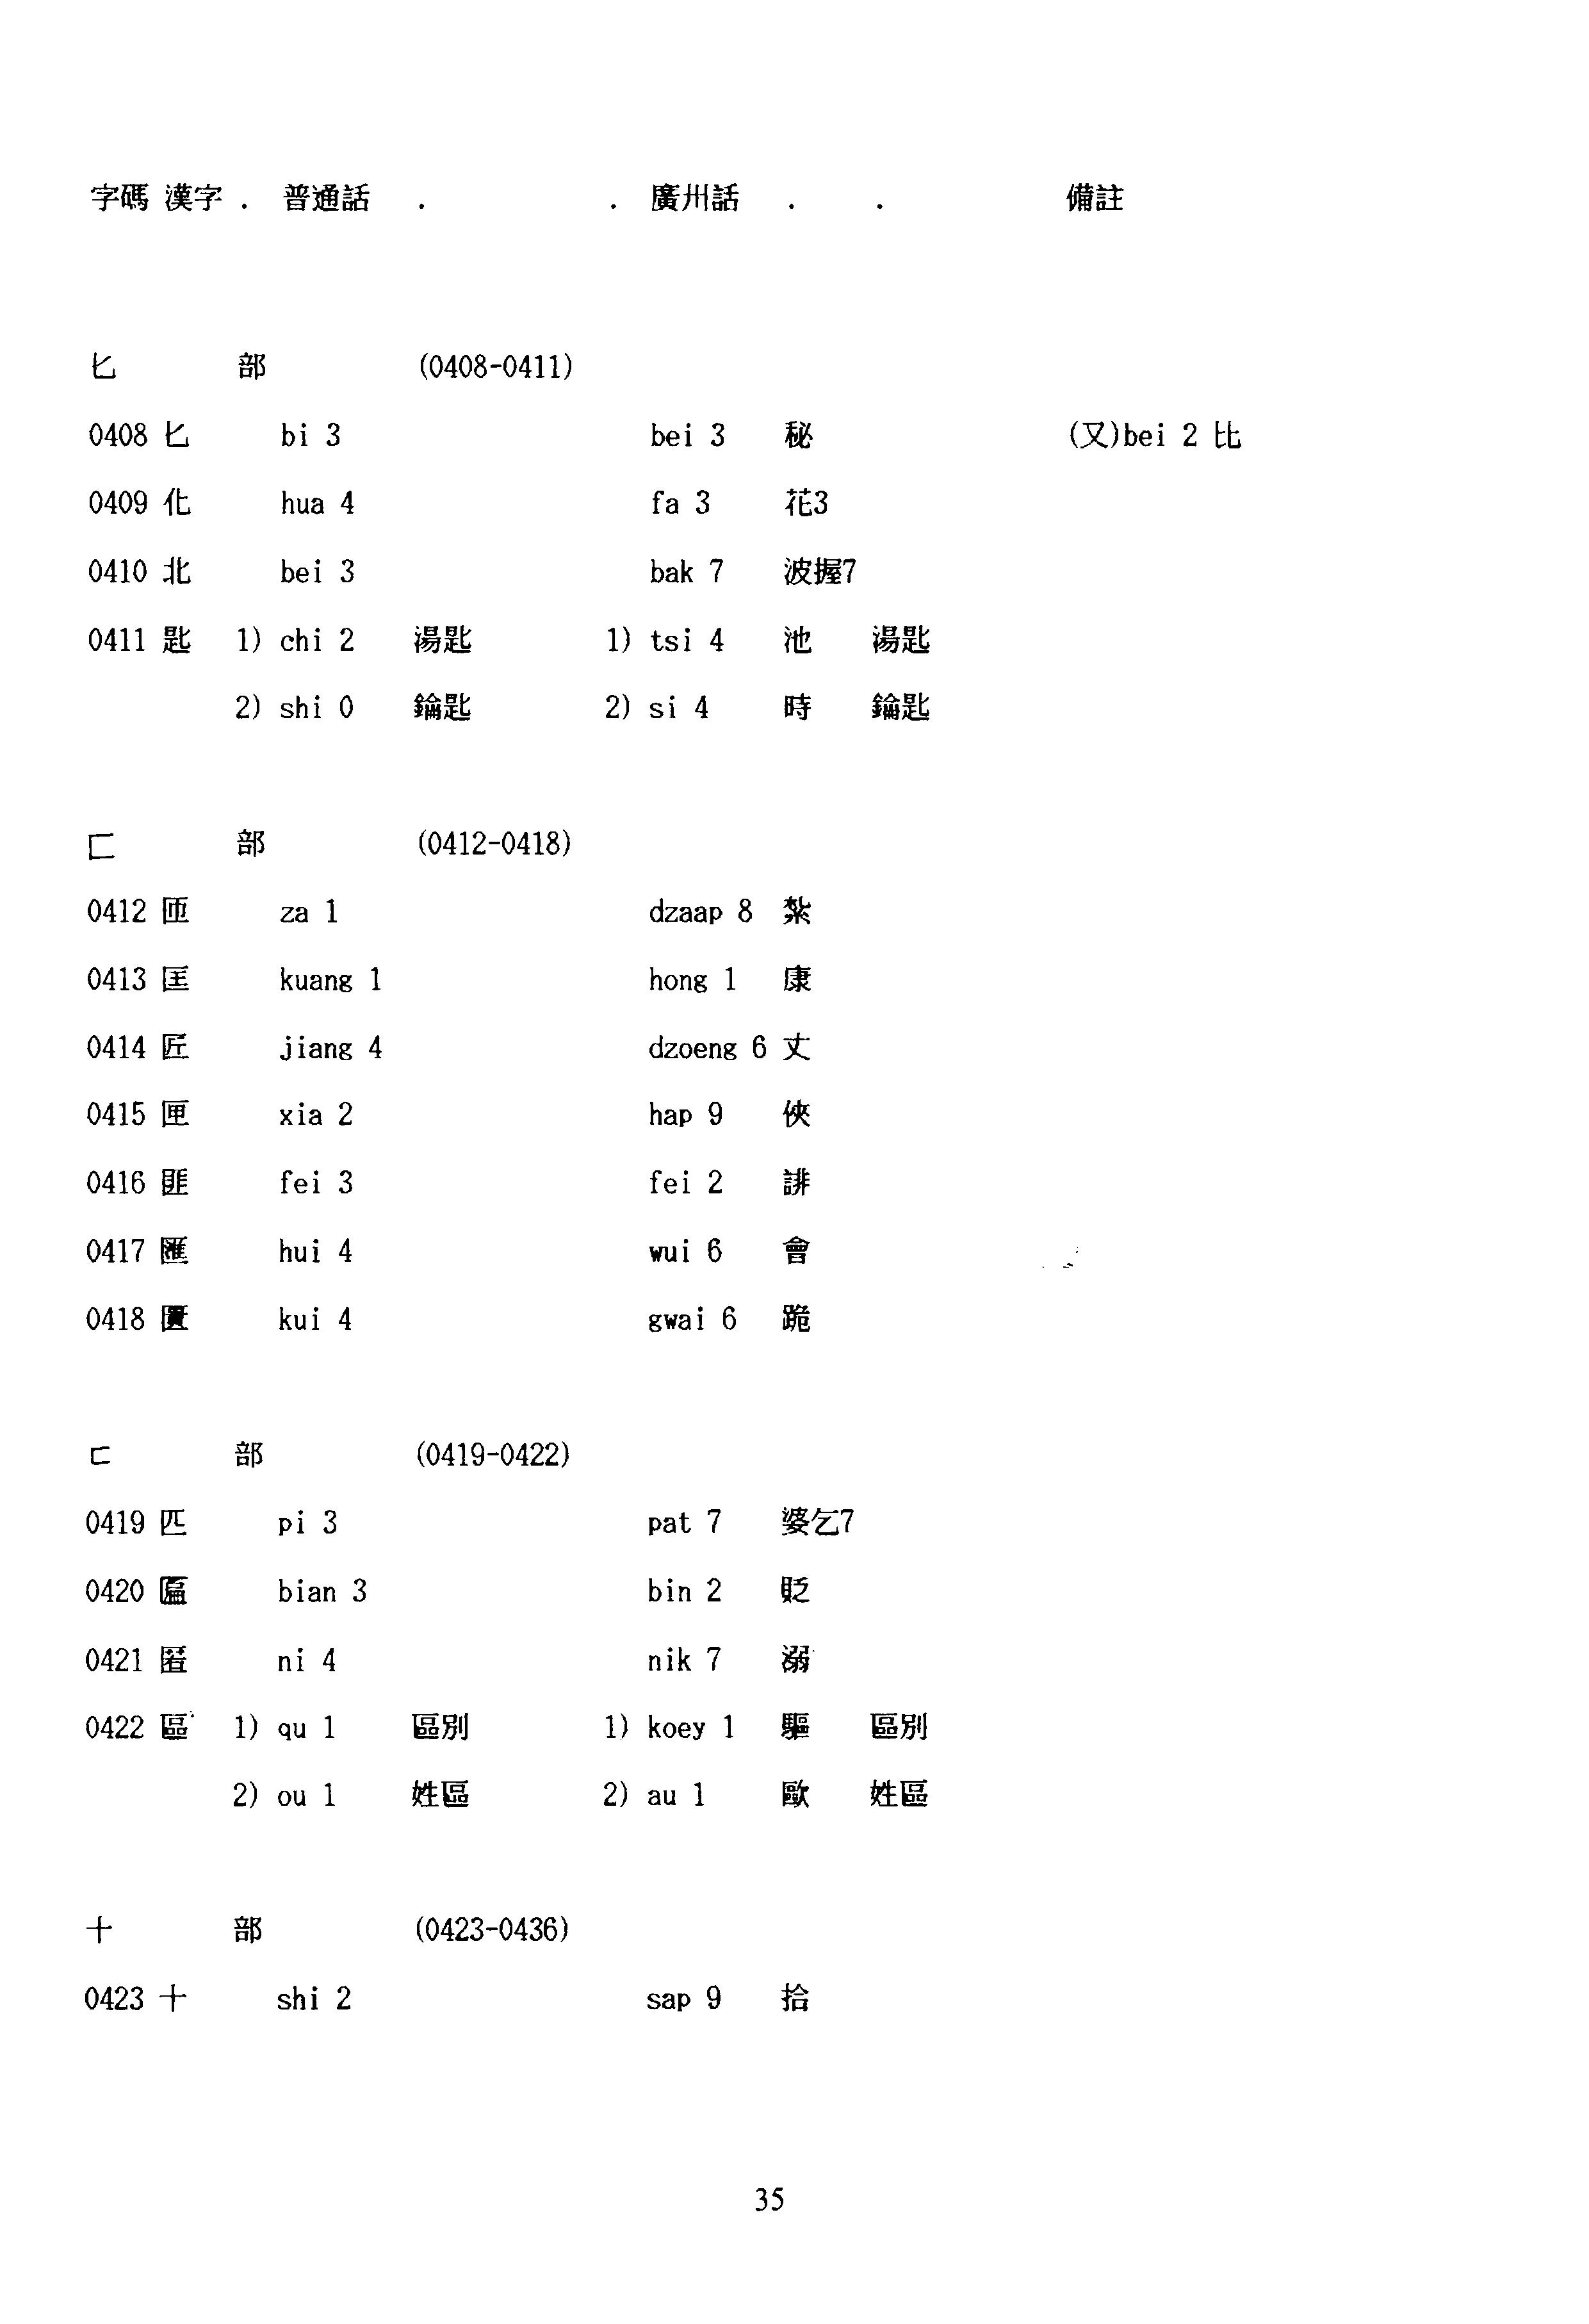 字碼 漢字 . 普通話 . . 廣州話 . . 備註
匕 部 (0408-0411)
0408 匕 bi 3 bei 3 秘 (又)bei 2 比
0409 化 hua 4 fa 3 花3
0410 北 bei 3 bak 7 波握7
0411 匙 1) chi 2 湯匙 1) tsi 4 池 湯匙
2) shi 0 鑰匙 2) si 4 時 鑰匙
匚 部 (0412-0418)
0412 匝 za 1 dzaap 8 紮
0413 匡 kuang 1 hong 1 康
0414 匠 jiang 4 dzoeng 6 丈
0415 匣 xia 2 hap 9 俠
0416 匪 fei 3 fei 2 誹
0417 匯 hui 4 wui 6 會
0418 匱 kui 4 gwai 6 跪
匸 部 (0419-0422)
0419 匹 pi 3 pat 7 婆乞7
0420 匾 bian 3 bin 2 貶
0421 匿 ni 4 nik 7 溺
0422 區 1) qu 1 區別 1) koey 1 驅 區別
2) ou 1 姓區 2) au 1 歐 姓區
十 部 (0423-0436)
0423 十 shi 2 sap 9 拾
35